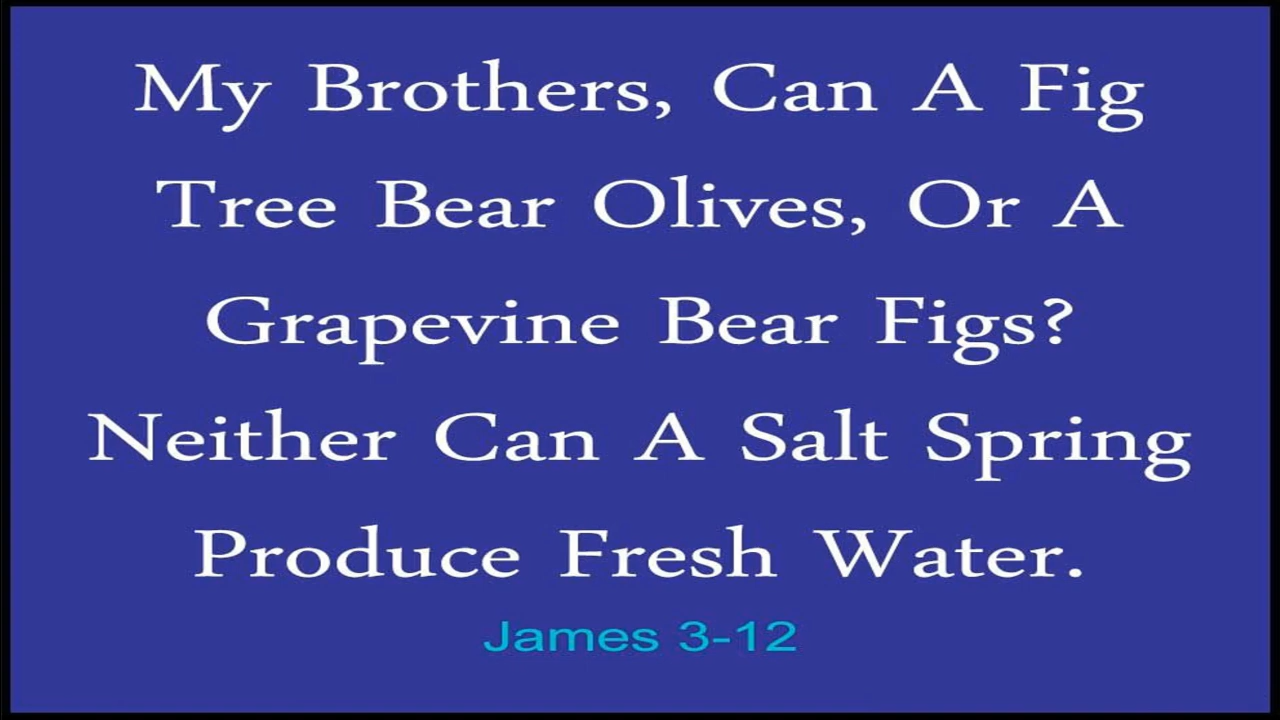 My Brothers, Can A Fig
Tree Bear Olives, Or A
Grapevine Bear Figs?
Neither Can A Salt Spring
Produce Fresh Water.
James 3-12